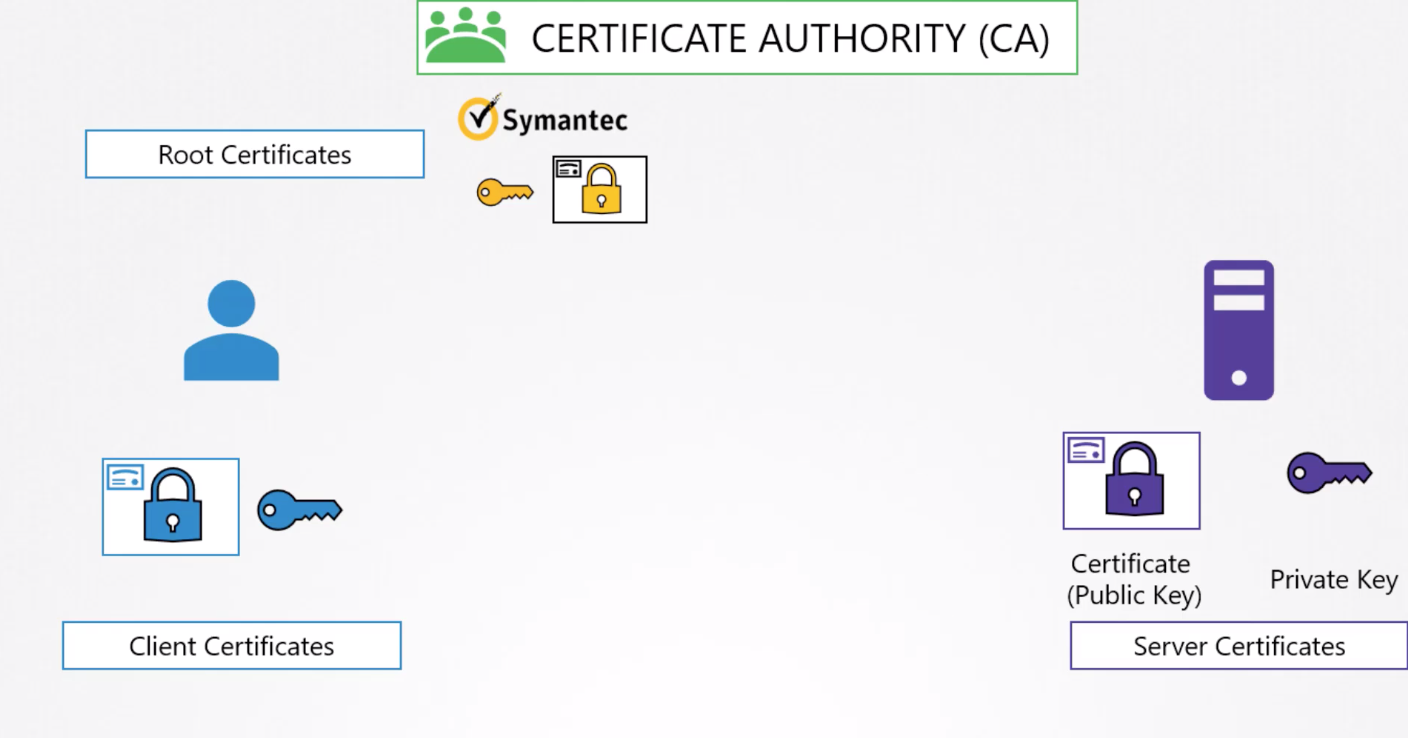 CERTIFICATE AUTHORITY (CA)
Symantec
Root Certificates
Certificate
(Public Key)
Private Key
Client Certificates
Server Certificates